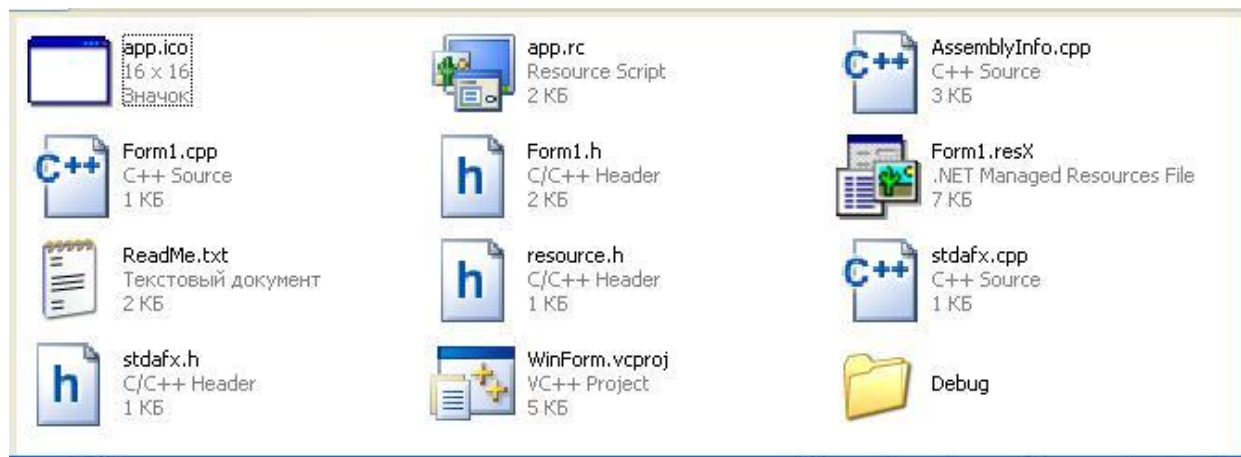 app.ico
16 x 16
Значок
app.rc
Resource Script
2 КБ
AssemblyInfo.cpp
C++ Source
3 КБ
Form1.cpp
C++ Source
1 КБ
Form1.h
C/C++ Header
2 КБ
Form1.resX
.NET Managed Resources File
7 КБ
ReadMe.txt
Текстовый документ
2 КБ
resource.h
C/C++ Header
1 КБ
stdafx.cpp
C++ Source
1 КБ
stdafx.h
C/C++ Header
1 КБ
WinForm.vcproj
VC++ Project
5 КБ
Debug